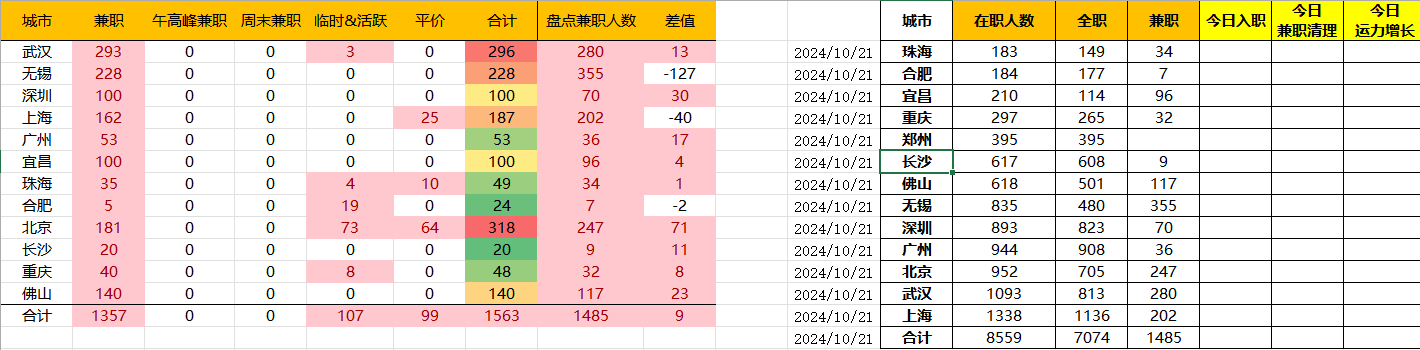 城市 兼职 午高峰兼职 周末兼职 临时&活跃 平价 合计 盘点兼职人数 差值
武汉 293 0 0 3 0 296 280 13
无锡 228 0 0 0 0 228 355 -127
深圳 100 0 0 0 0 100 70 30
上海 162 0 0 0 25 187 202 -40
广州 53 0 0 0 0 53 36 17
宜昌 100 0 0 0 0 100 96 4
珠海 35 0 0 4 10 49 34 1
合肥 5 0 0 19 0 24 7 -2
北京 181 0 0 73 64 318 247 71
长沙 20 0 0 0 0 20 9 11
重庆 40 0 0 8 0 48 32 8
佛山 140 0 0 0 0 140 117 23
合计 1357 0 0 107 99 1563 1485 9
城市 在职人数 全职 兼职 今日入职 今日兼职清理 今日运力增长
2024/10/21 珠海 183 149 34
2024/10/21 合肥 184 177 7
2024/10/21 宜昌 210 114 96
2024/10/21 重庆 297 265 32
2024/10/21 郑州 395 395
2024/10/21 长沙 617 608 9
2024/10/21 佛山 618 501 117
2024/10/21 无锡 835 480 355
2024/10/21 深圳 893 823 70
2024/10/21 广州 944 908 36
2024/10/21 北京 952 705 247
2024/10/21 武汉 1093 813 280
2024/10/21 上海 1338 1136 202
2024/10/21 合计 8559 7074 1485